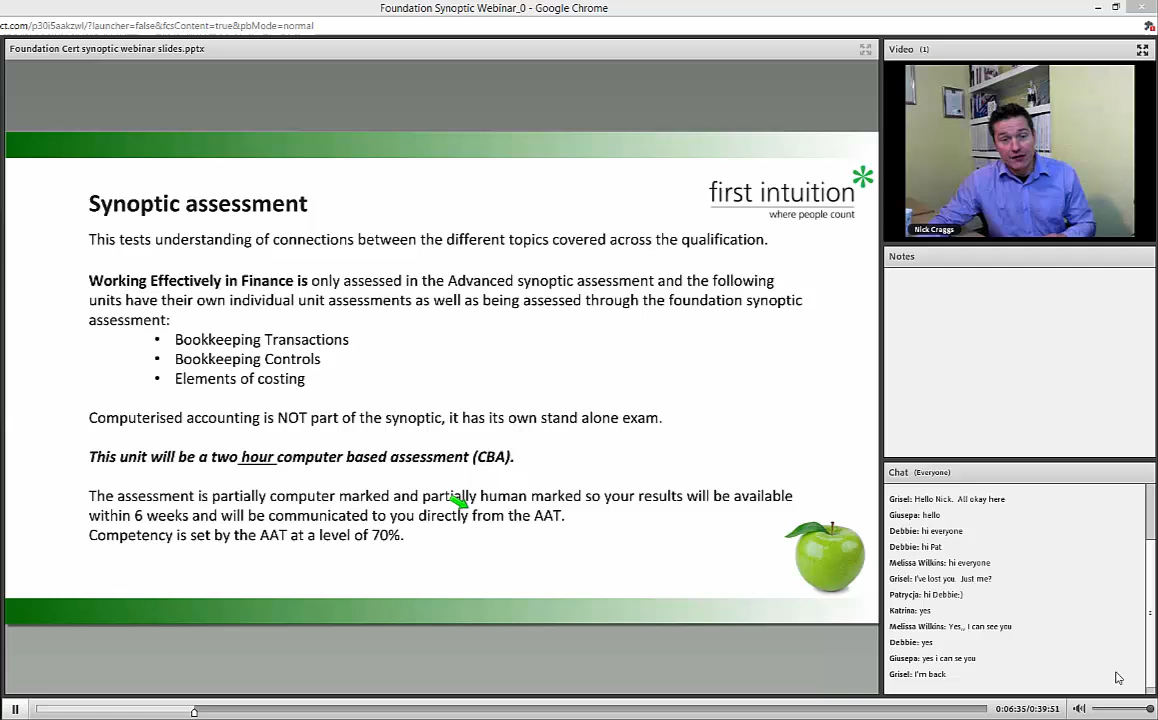 Foundation Synoptic Webinar_0 - Google Chrome
ct.com/p30i5aakzwl/?launcher=false&fcsContent=true&pbMode=normal
Foundation Cert synoptic webinar slides.pptx
Video (1)
first intuition
where people count
Synoptic assessment
This tests understanding of connections between the different topics covered across the qualification.
Working Effectively in Finance is only assessed in the Advanced synoptic assessment and the following
units have their own individual unit assessments as well as being assessed through the foundation synoptic
assessment:
• Bookkeeping Transactions
• Bookkeeping Controls
• Elements of costing
Computerised accounting is NOT part of the synoptic, it has its own stand alone exam.
This unit will be a two hour computer based assessment (CBA).
The assessment is partially computer marked and partially human marked so your results will be available
within 6 weeks and will be communicated to you directly from the AAT.
Competency is set by the AAT at a level of 70%.
Nick Craggs
Notes
Chat (Everyone)
Grisel: Hello Nick. All okay here
Giusepa: hello
Debbie: hi everyone
Debbie: hi Pat
Melissa Wilkins: hi everyone
Grisel: I've lost you. Just me?
Patrycja: hi Debbie:)
Katrina: yes
Melissa Wilkins: Yes,, I can see you
Debbie: yes
Giusepa: yes i can se you
Grisel: I'm back
0:06:35/0:39:51